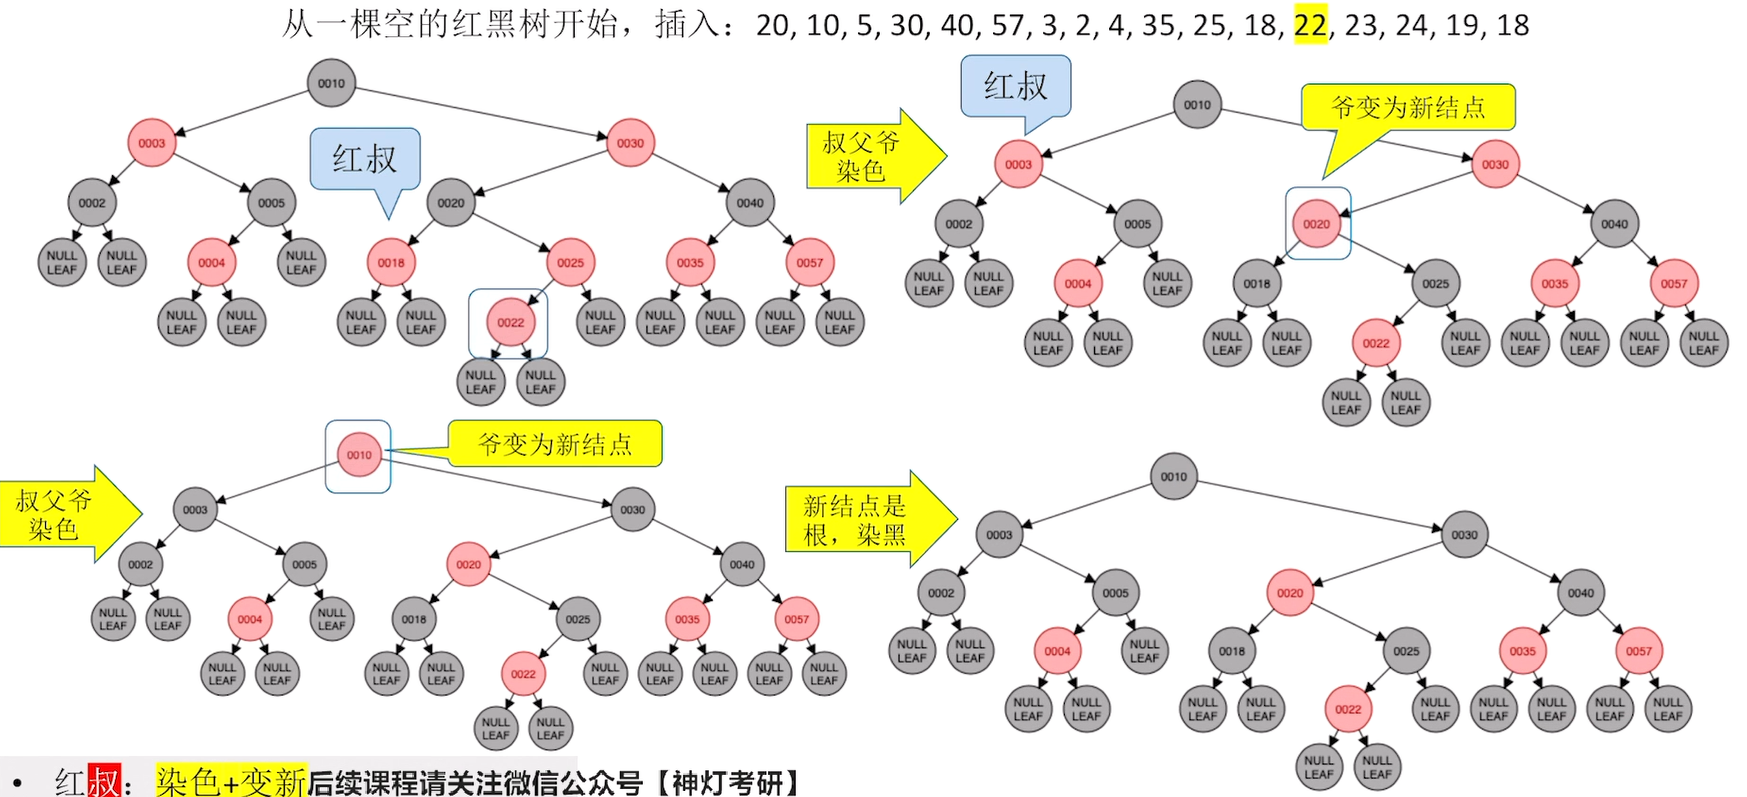 从一棵空的红黑树开始，插入：20, 10, 5, 30, 40, 57, 3, 2, 4, 35, 25, 18, 22, 23, 24, 19, 18
0010
0003
0030
红叔
0002
0005
0020
0040
NULL LEAF
NULL LEAF
0004
NULL LEAF
0018
0025
0035
0057
NULL LEAF
NULL LEAF
NULL LEAF
NULL LEAF
0022
NULL LEAF
NULL LEAF
NULL LEAF
NULL LEAF
NULL LEAF
NULL LEAF
NULL LEAF
叔父爷
染色
红叔
爷变为新结点
0010
0003
0030
0002
0005
0020
0040
NULL LEAF
NULL LEAF
0004
NULL LEAF
0018
0025
0035
0057
NULL LEAF
NULL LEAF
NULL LEAF
NULL LEAF
0022
NULL LEAF
NULL LEAF
NULL LEAF
NULL LEAF
NULL LEAF
NULL LEAF
NULL LEAF
叔父爷
染色
0010
爷变为新结点
0003
0030
0002
0005
0020
0040
NULL LEAF
NULL LEAF
0004
NULL LEAF
0018
0025
0035
0057
NULL LEAF
NULL LEAF
NULL LEAF
NULL LEAF
0022
NULL LEAF
NULL LEAF
NULL LEAF
NULL LEAF
NULL LEAF
NULL LEAF
NULL LEAF
新结点是
根，染黑
0010
0003
0030
0002
0005
0020
0040
NULL LEAF
NULL LEAF
0004
NULL LEAF
0018
0025
0035
0057
NULL LEAF
NULL LEAF
NULL LEAF
NULL LEAF
0022
NULL LEAF
NULL LEAF
NULL LEAF
NULL LEAF
NULL LEAF
NULL LEAF
NULL LEAF
• 红叔：染色+变新后续课程请关注微信公众号【神灯考研】